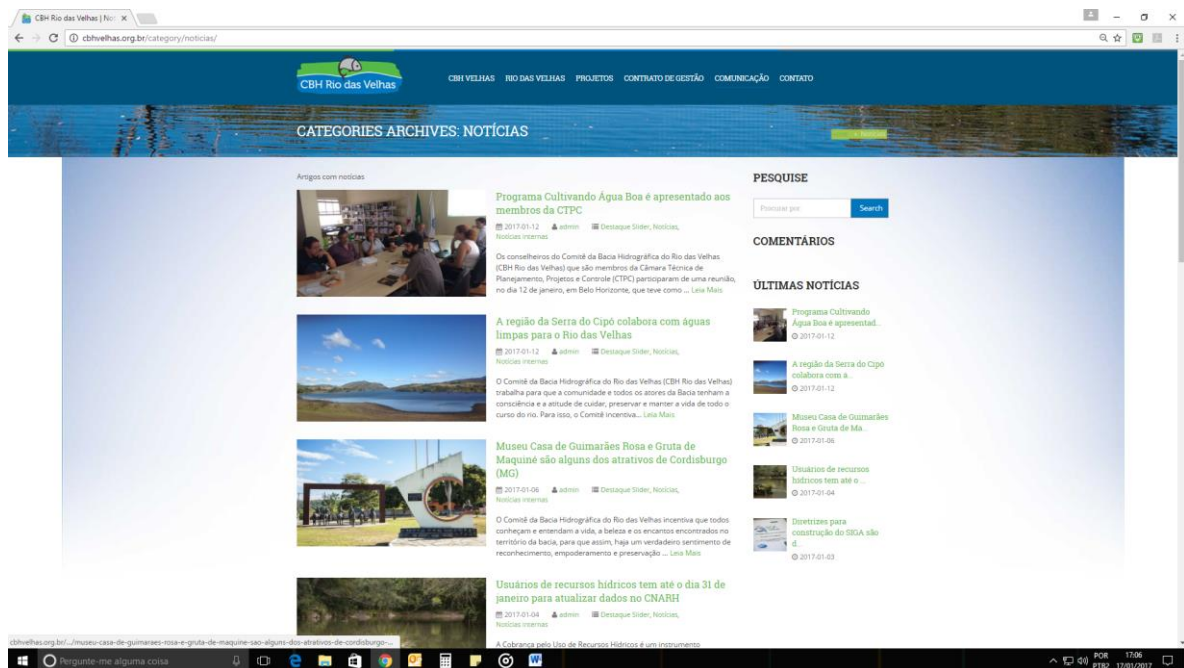 CBH Rio das Velhas | Not
cbhvelhas.org.br/category/noticias/
CBH Rio das Velhas
CBH VELHAS RIO DAS VELHAS PROJETOS CONTRATO DE GESTÃO COMUNICAÇÃO CONTATO
CATEGORIES ARCHIVES: NOTÍCIAS
» Notícias
Artigos com notícias
Programa Cultivando Água Boa é apresentado aos
membros da CTPC
2017-01-12 admin Destaque Slider, Notícias,
Notícias internas
Os conselheiros do Comitê da Bacia Hidrográfica do Rio das Velhas
(CBH Rio das Velhas) que são membros da Câmara Técnica de
Planejamento, Projetos e Controle (CTPC) participaram de uma reunião,
no dia 12 de janeiro, em Belo Horizonte, que teve como ... Leia Mais
A região da Serra do Cipó colabora com águas
limpas para o Rio das Velhas
2017-01-12 admin Destaque Slider, Notícias,
Notícias internas
O Comitê da Bacia Hidrográfica do Rio das Velhas (CBH Rio das Velhas)
trabalha para que a comunidade e todos os atores da Bacia tenham a
consciência e a atitude de cuidar, preservar e manter a vida de todo o
curso do rio. Para isso, o Comitê incentiva... Leia Mais
Museu Casa de Guimarães Rosa e Gruta de
Maquiné são alguns dos atrativos de Cordisburgo
(MG)
2017-01-06 admin Destaque Slider, Notícias,
Notícias internas
O Comitê da Bacia Hidrográfica do Rio das Velhas incentiva que todos
conheçam e entendam a vida, a beleza e os encantos encontrados no
território da bacia, para que assim, haja um verdadeiro sentimento de
reconhecimento, empoderamento e preservação ... Leia Mais
Usuários de recursos hídricos tem até o dia 31 de
janeiro para atualizar dados no CNARH
2017-01-04 admin Destaque Slider, Notícias,
Notícias internas
A Cobrança pelo Uso de Recursos Hídricos é um instrumento
PESQUISE
Procurar por Search
COMENTÁRIOS
ÚLTIMAS NOTÍCIAS
Programa Cultivando
Água Boa é apresentad...
2017-01-12
A região da Serra do Cipó
colabora com á...
2017-01-12
Museu Casa de Guimarães
Rosa e Gruta de Ma...
2017-01-06
Usuários de recursos
hídricos tem até o ...
2017-01-04
Diretrizes para
construção do SIGA são
d...
2017-01-03
cbhvelhas.org.br/.../museu-casa-de-guimaraes-rosa-e-gruta-de-maquine-sao-alguns-dos-atrativos-de-cordisburgo-...
Pergunte-me alguma coisa
POR 17:06
PTB2 17/01/2017